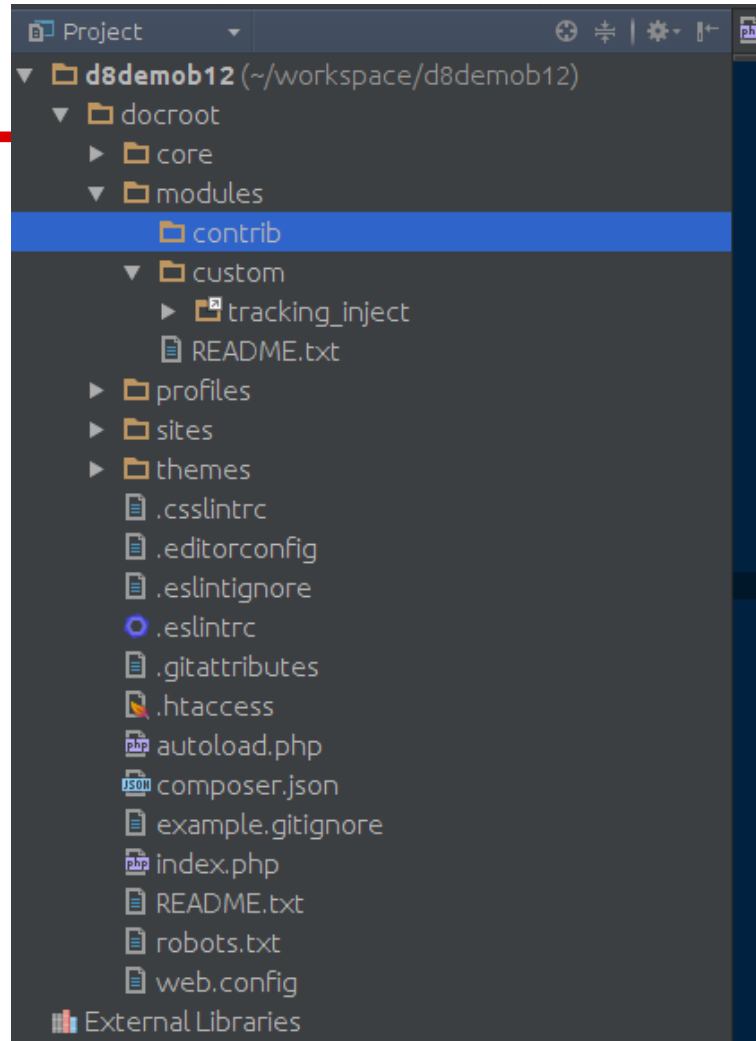 Project
d8demob12 (~/workspace/d8demob12)
docroot
core
modules
contrib
custom
tracking_inject
README.txt
profiles
sites
themes
.csslintrc
.editorconfig
.eslintignore
.eslintrc
.gitattributes
.htaccess
autoload.php
composer.json
example.gitignore
index.php
README.txt
robots.txt
web.config
External Libraries